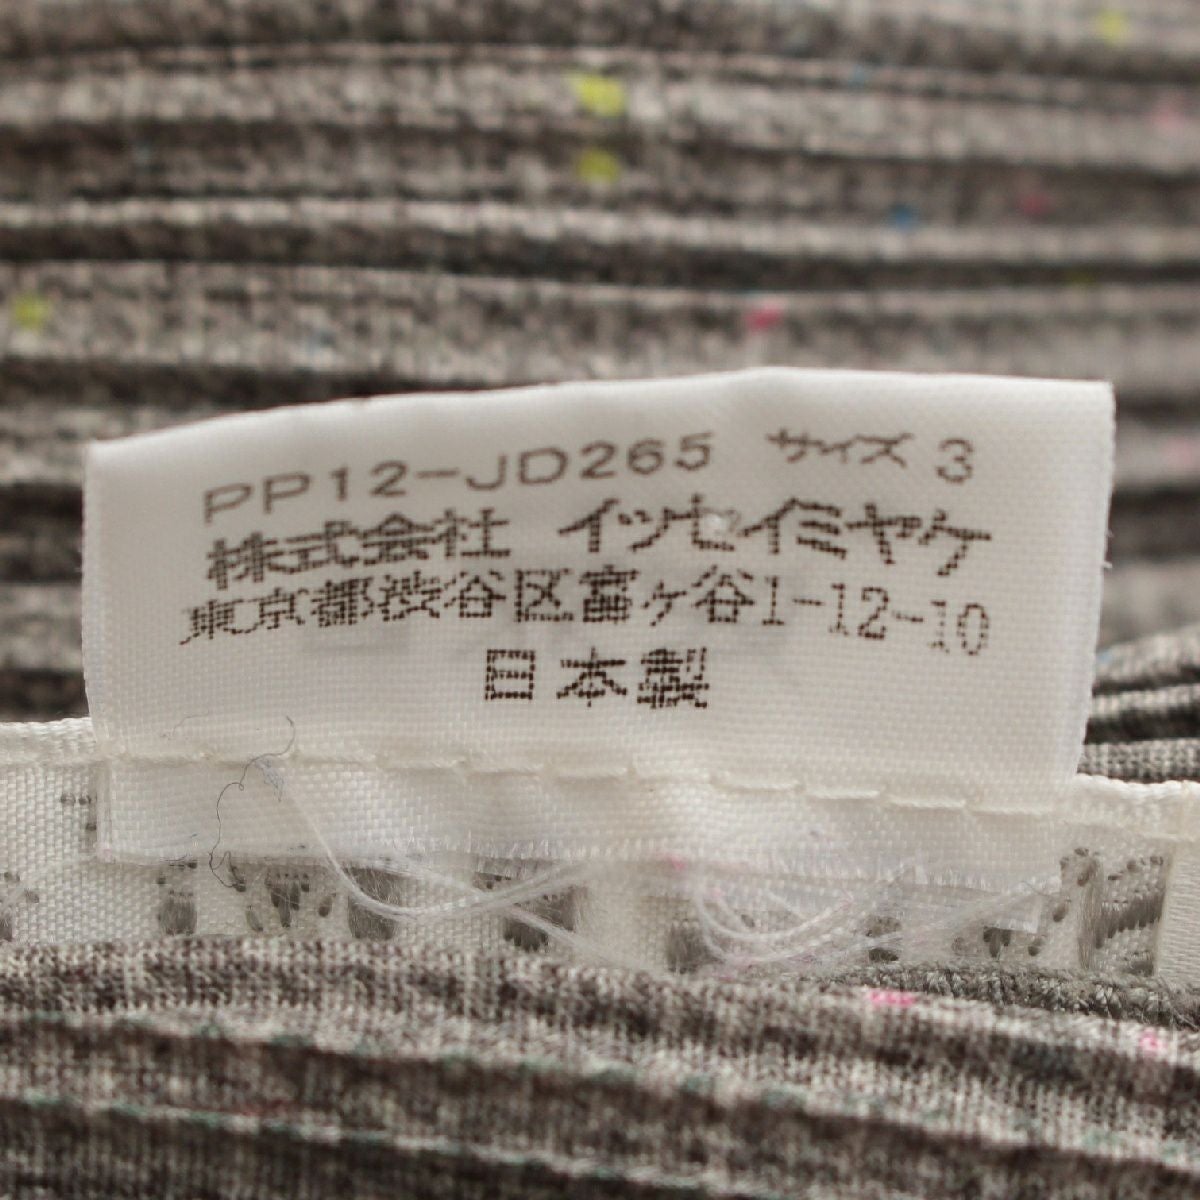 PP12-JD265 サイズ 3
株式会社 イッセイミヤケ
東京都渋谷区富ヶ谷1-12-10
日本製